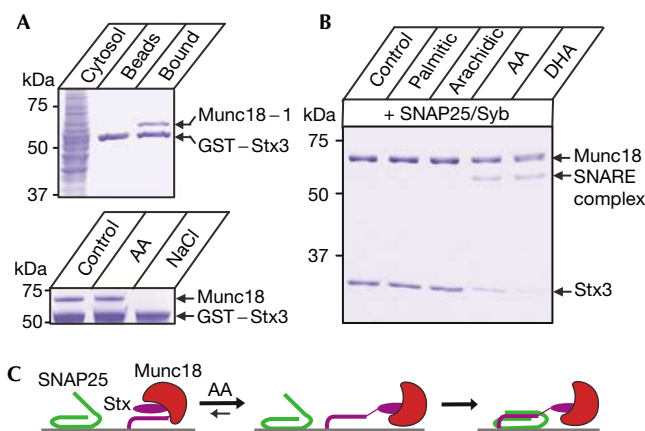 A
Cytosol
Beads
Bound
kDa
75
50
37
Munc18-1
GST-Stx3
Control
AA
NaCl
kDa
75
50
Munc18
GST-Stx3
B
Control
Palmitic
Arachidic
AA
DHA
+ SNAP25/Syb
kDa
75
50
37
Munc18
SNARE
complex
Stx3
C
SNAP25
Munc18
Stx
AA